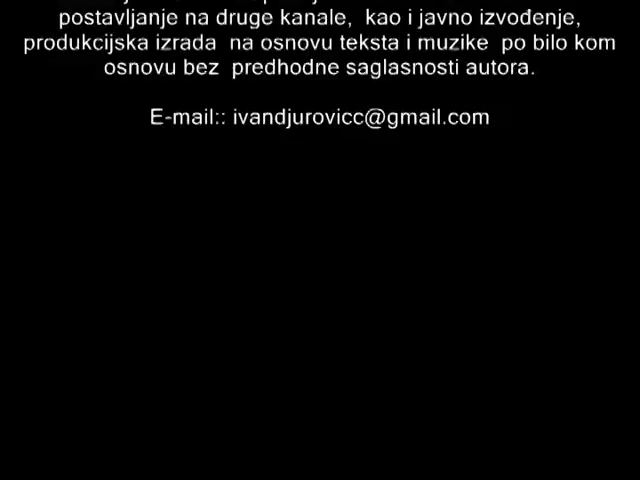 postavljanje na druge kanale,  kao i javno izvođenje,
produkcijska izrada  na osnovu teksta i muzike  po bilo kom
osnovu bez  predhodne saglasnosti autora.
E-mail:: ivandjurovicc@gmail.com